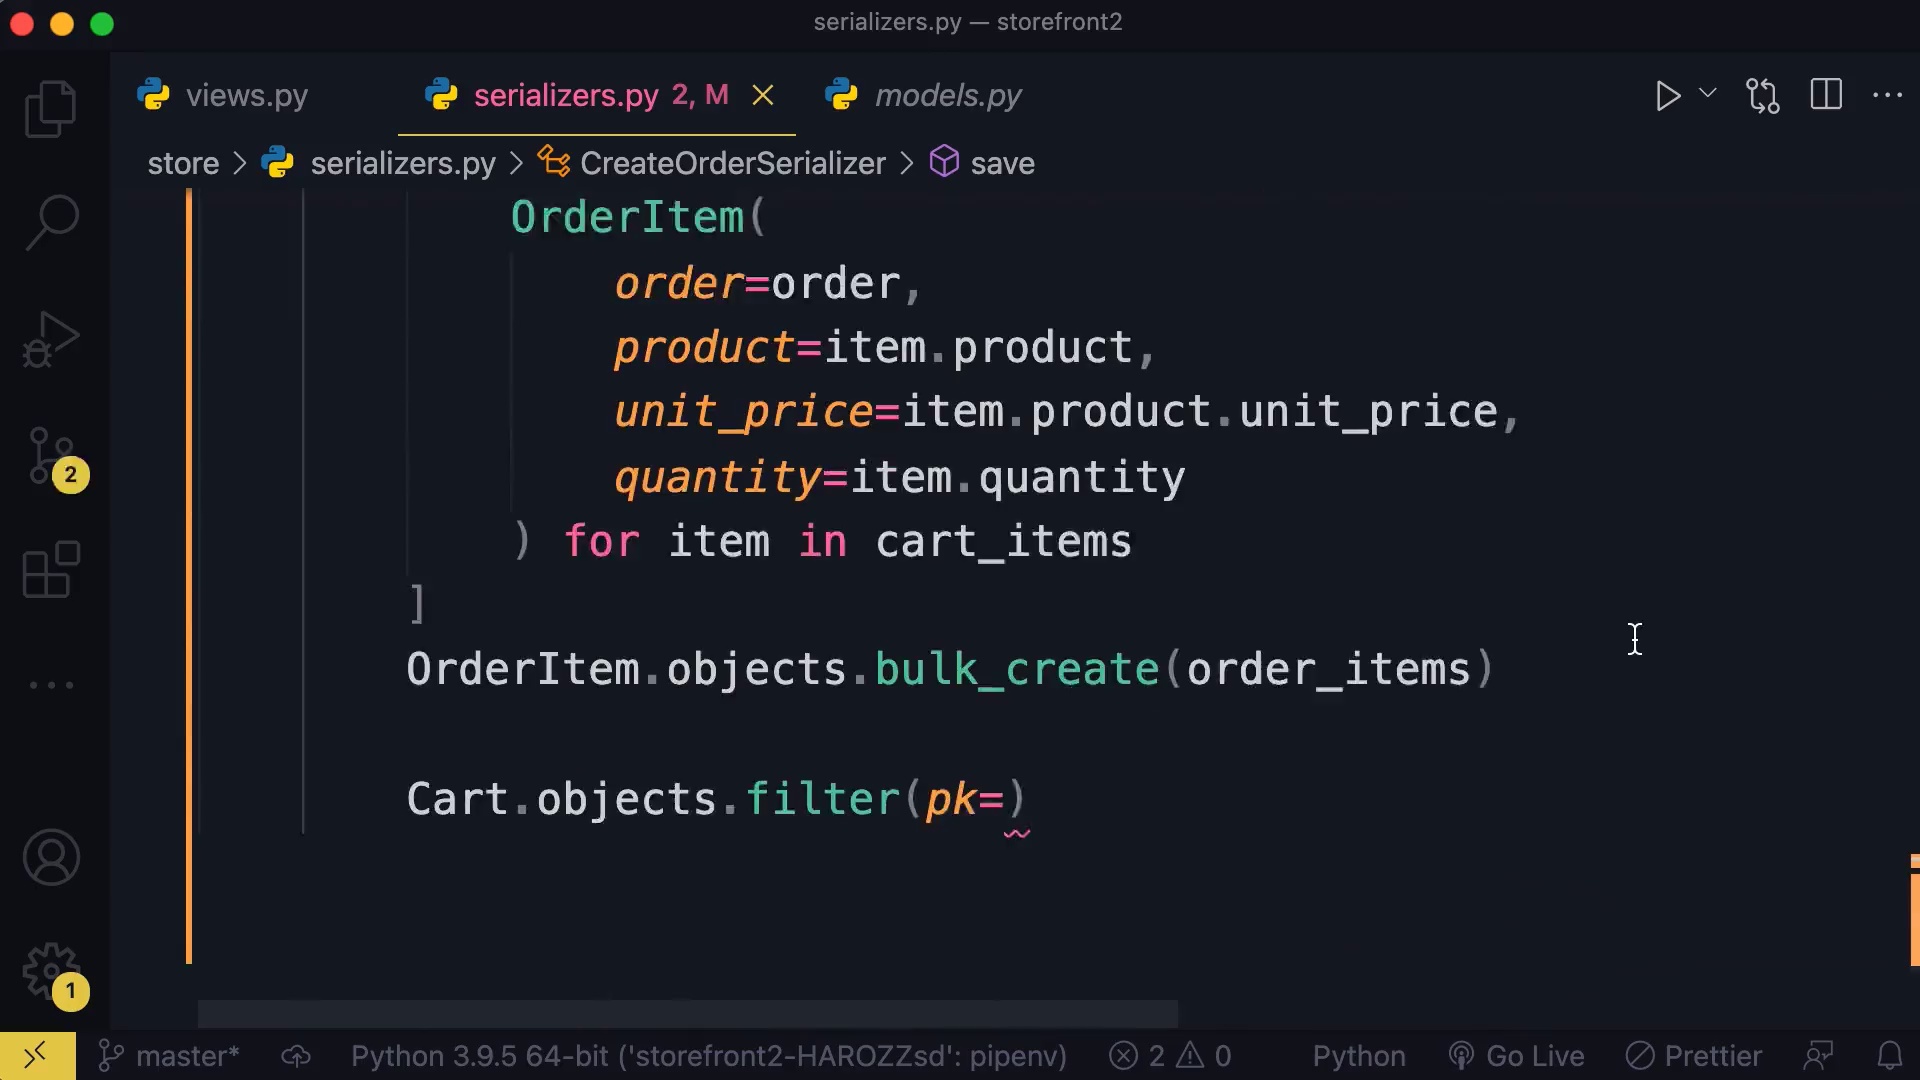 serializers.py — storefront2
views.py
serializers.py 2, M
models.py
store > serializers.py > CreateOrderSerializer > save
OrderItem(
order=order,
product=item.product,
unit_price=item.product.unit_price,
quantity=item.quantity
) for item in cart_items
]
OrderItem.objects.bulk_create(order_items)
Cart.objects.filter(pk=)
2
1
master*
Python 3.9.5 64-bit ('storefront2-HAROZZsd': pipenv)
2
0
Python
Go Live
Prettier